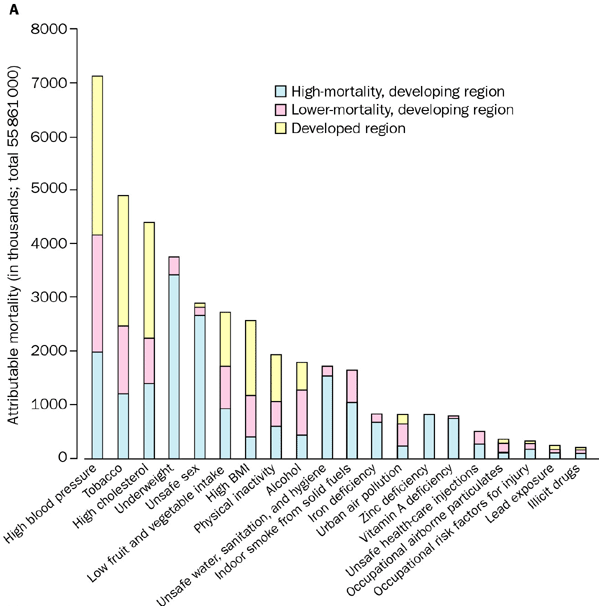 A
8000
7000
6000
5000
4000
3000
2000
1000
0
Attributable mortality (in thousands; total 55 861 000)
High-mortality, developing region
Lower-mortality, developing region
Developed region
High blood pressure
Tobacco
High cholesterol
Underweight
Unsafe sex
Low fruit and vegetable intake
High BMI
Physical inactivity
Alcohol
Unsafe water, sanitation, and hygiene
Indoor smoke from solid fuels
Iron deficiency
Urban air pollution
Zinc deficiency
Vitamin A deficiency
Unsafe health-care injections
Occupational airborne particulates
Occupational risk factors for injury
Lead exposure
Illicit drugs